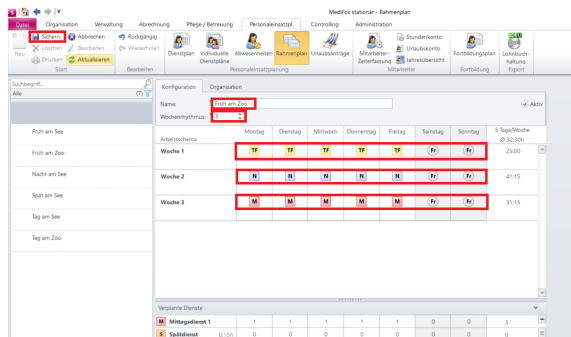 MediFox stationär - Rahmenplan
Datei Organisation Verwaltung Abrechnung Pflege / Betreuung Personaleinsatzpl. Controlling Administration
Neu
Sichern Abbrechen
Löschen Bearbeiten
Drucken Aktualisieren
Start
Rückgängig
Wiederholen
Bearbeiten
Dienstplan
Individuelle Dienstpläne
Abwesenheiten
Rahmenplan
Urlaubsanträge
Personaleinsatzplanung
Mitarbeiter-Zeiterfassung
Stundenkonto
Urlaubskonto
Jahresübersicht
Mitarbeiter
Fortbildungsplan
Fortbildung
Lohnbuch-haltung
Export
Suchbegriff...
Alle (7)
Früh am See
Früh am Zoo
Nacht am See
Spät am See
Tag am See
Tag am Zoo
Konfiguration Organisation
Name: Früh am Zoo Aktiv
Wochenrhythmus: 3
Arbeitsschema Montag Dienstag Mittwoch Donnerstag Freitag Samstag Sonntag 5 Tage/Woche
Ø 32:30h
Woche 1 TF TF TF TF TF Fr Fr 25:00
Woche 2 N N N N N Fr Fr 41:15
Woche 3 M M M M M Fr Fr 31:15
Verplante Dienste
M Mittagsdienst 1 1 1 1 1 1 0 0 5
S Spätdienst 8:15h 0 0 0 0 0 0 0 0